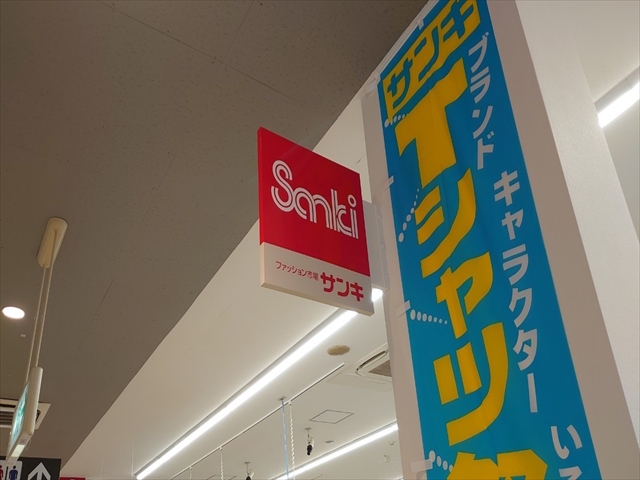 Sanki
ファッション市場 サンキ
サンキ
Tシャツ
ブランド キャラクター いろ